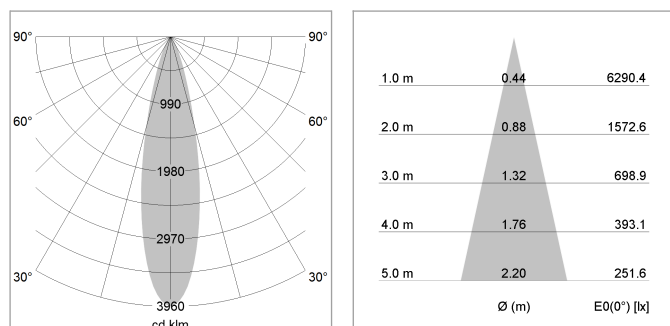 90° 90°
990
60° 60°
1980
2970
30° 30°
3960
cd klm
1.0 m 0.44 6290.4
2.0 m 0.88 1572.6
3.0 m 1.32 698.9
4.0 m 1.76 393.1
5.0 m 2.20 251.6
Ø (m) E0(0°) [lx]